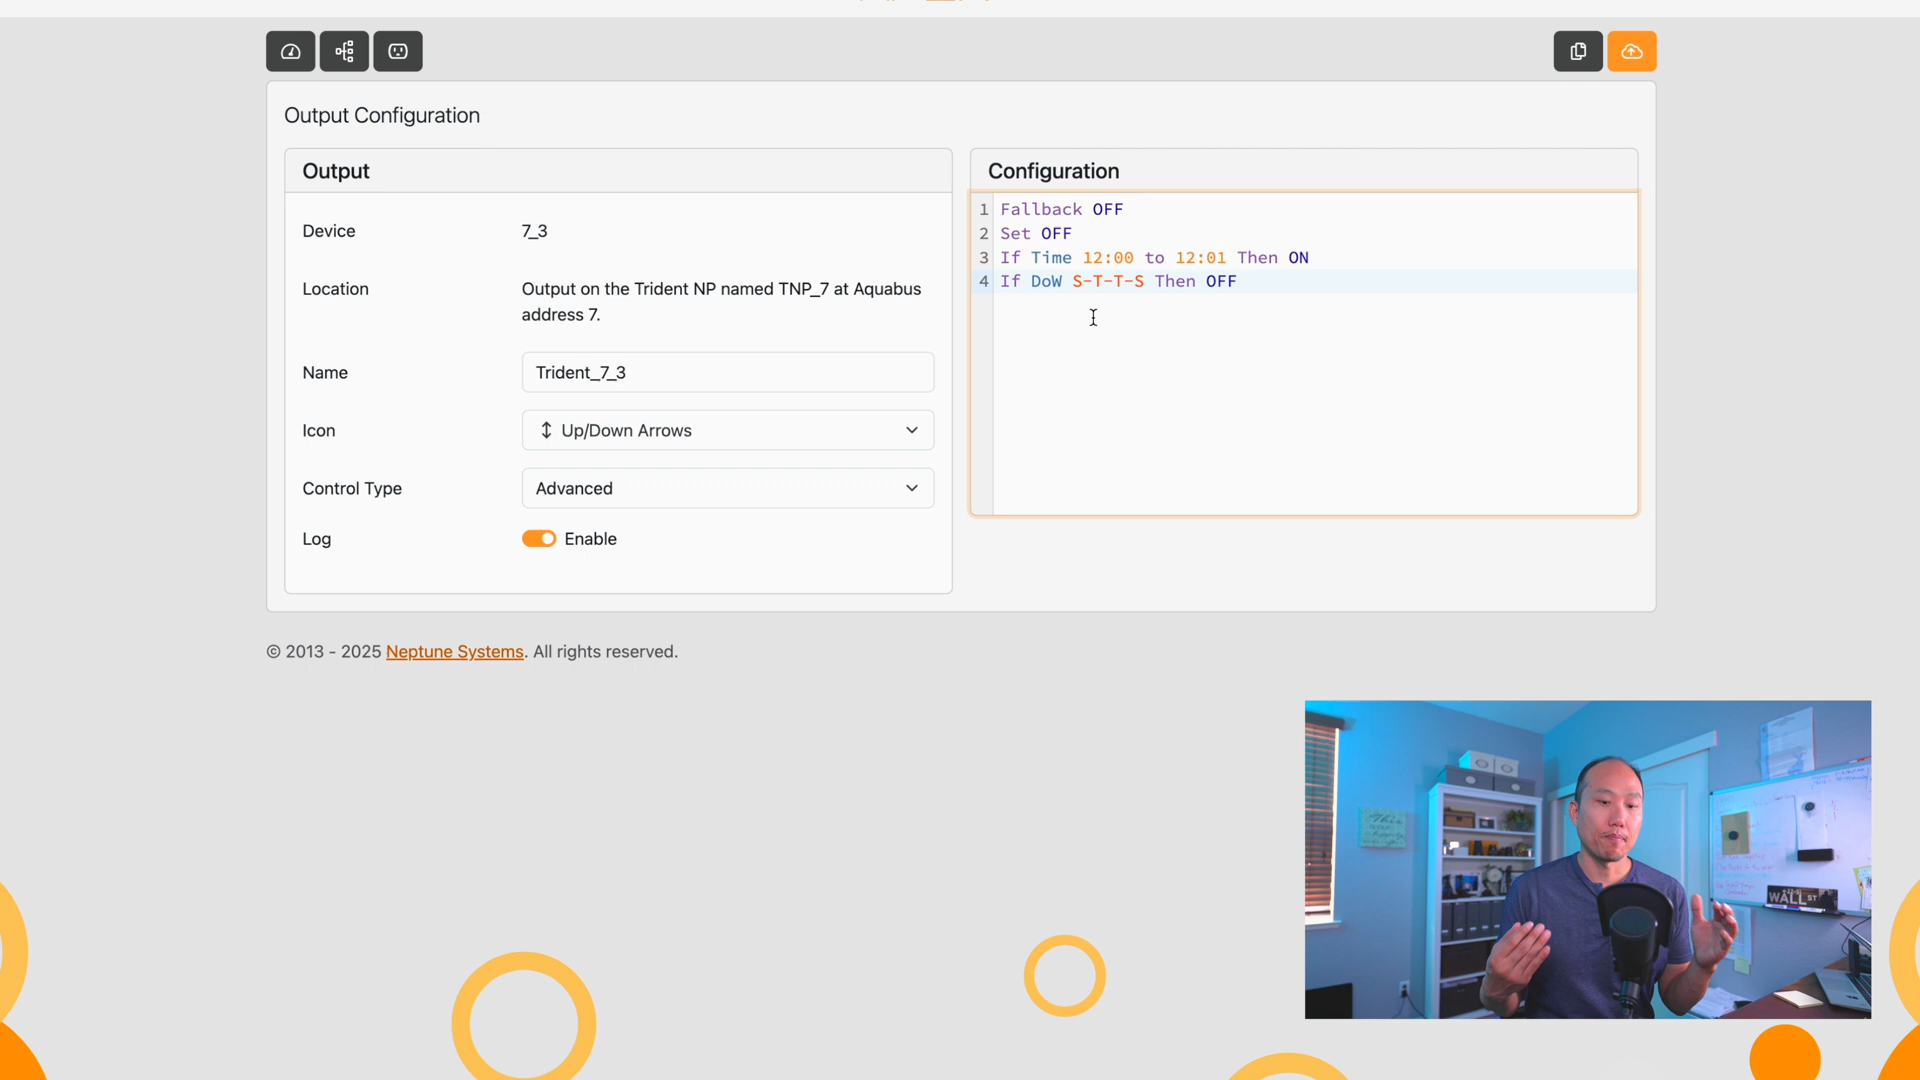 Output Configuration
Output
Device
7_3
Location
Output on the Trident NP named TNP_7 at Aquabus
address 7.
Name
Trident_7_3
Icon
Up/Down Arrows
Control Type
Advanced
Log
Enable
Configuration
1 Fallback OFF
2 Set OFF
3 If Time 12:00 to 12:01 Then ON
4 If DoW S-T-T-S Then OFF
© 2013 - 2025 Neptune Systems. All rights reserved.
WALL ST